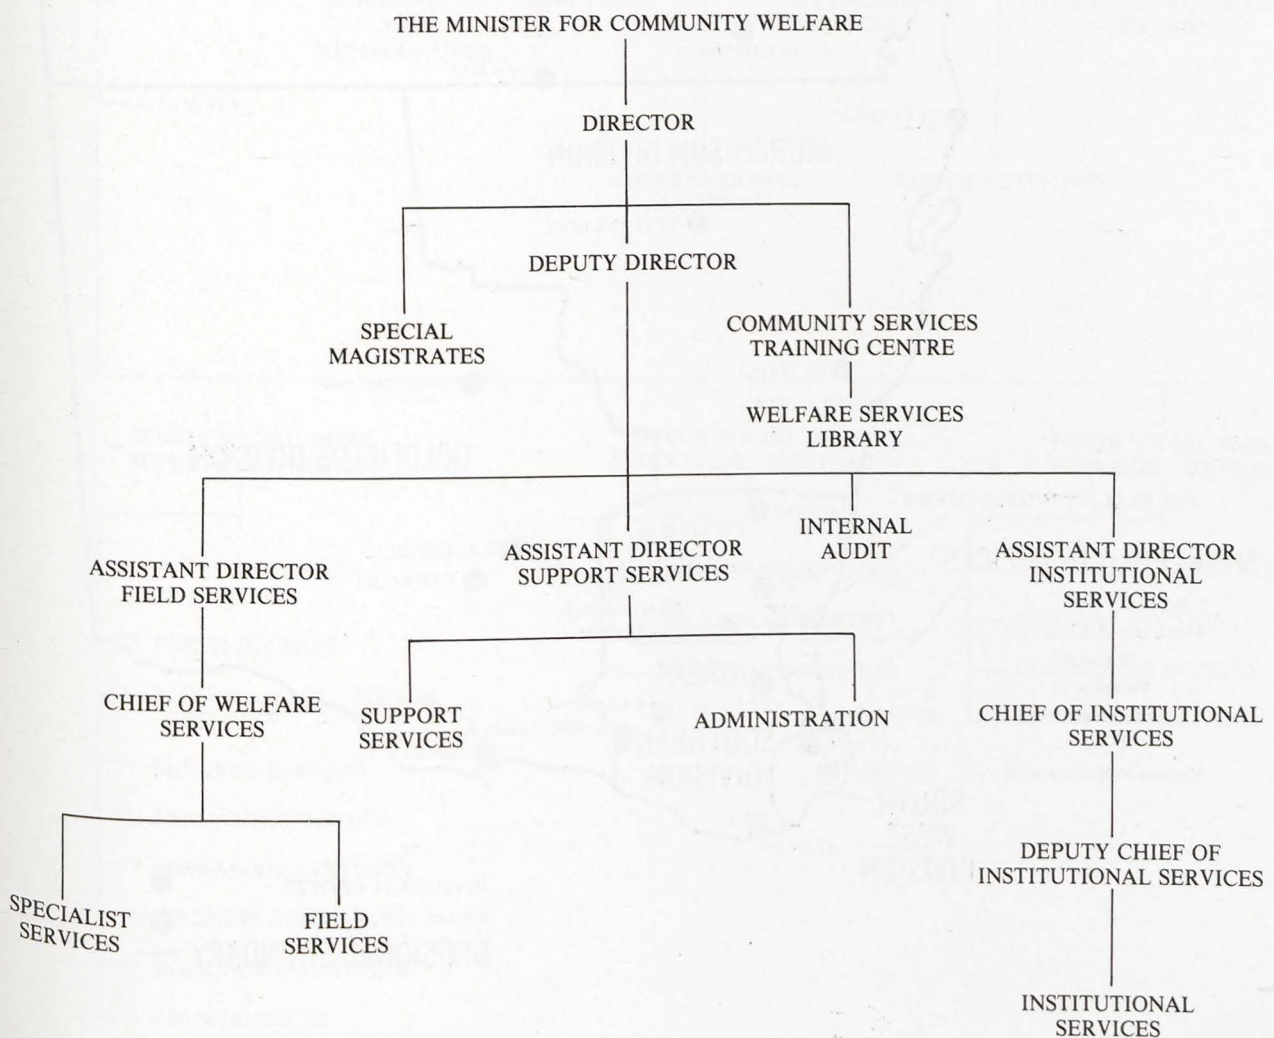 THE MINISTER FOR COMMUNITY WELFARE
DIRECTOR
DEPUTY DIRECTOR
SPECIAL
MAGISTRATES
COMMUNITY SERVICES
TRAINING CENTRE
WELFARE SERVICES
LIBRARY
ASSISTANT DIRECTOR
FIELD SERVICES
ASSISTANT DIRECTOR
SUPPORT SERVICES
INTERNAL
AUDIT
ASSISTANT DIRECTOR
INSTITUTIONAL
SERVICES
CHIEF OF WELFARE
SERVICES
SUPPORT
SERVICES
ADMINISTRATION
CHIEF OF INSTITUTIONAL
SERVICES
SPECIALIST
SERVICES
FIELD
SERVICES
DEPUTY CHIEF OF
INSTITUTIONAL SERVICES
INSTITUTIONAL
SERVICES